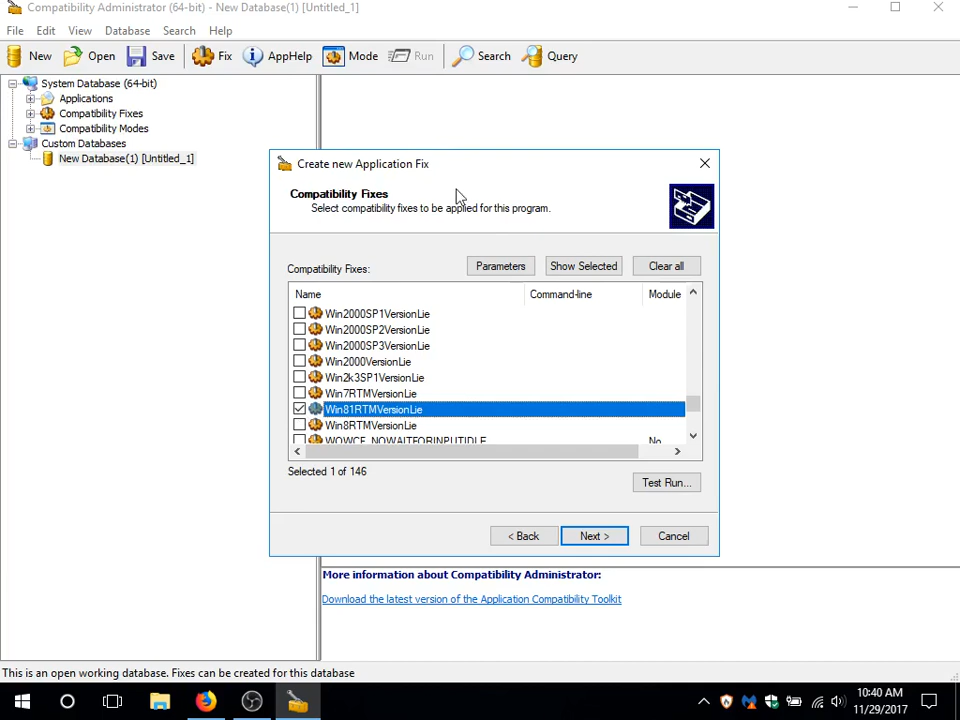 Compatibility Administrator (64-bit) - New Database(1) [Untitled_1]
File Edit View Database Search Help
New Open Save Fix AppHelp Mode Run Search Query
System Database (64-bit)
Applications
Compatibility Fixes
Compatibility Modes
Custom Databases
New Database(1) [Untitled_1]
Create new Application Fix
Compatibility Fixes
Select compatibility fixes to be applied for this program.
Compatibility Fixes:
Parameters
Show Selected
Clear all
Name Command-line Module
Win2000SP1VersionLie
Win2000SP2VersionLie
Win2000SP3VersionLie
Win2000VersionLie
Win2k3SP1VersionLie
Win7RTMVersionLie
Win81RTMVersionLie
Win8RTMVersionLie
WOWCF_NOWAITFORINPUTIDLE No
Selected 1 of 146
Test Run...
< Back
Next >
Cancel
More information about Compatibility Administrator:
Download the latest version of the Application Compatibility Toolkit
This is an open working database. Fixes can be created for this database
10:40 AM
11/29/2017